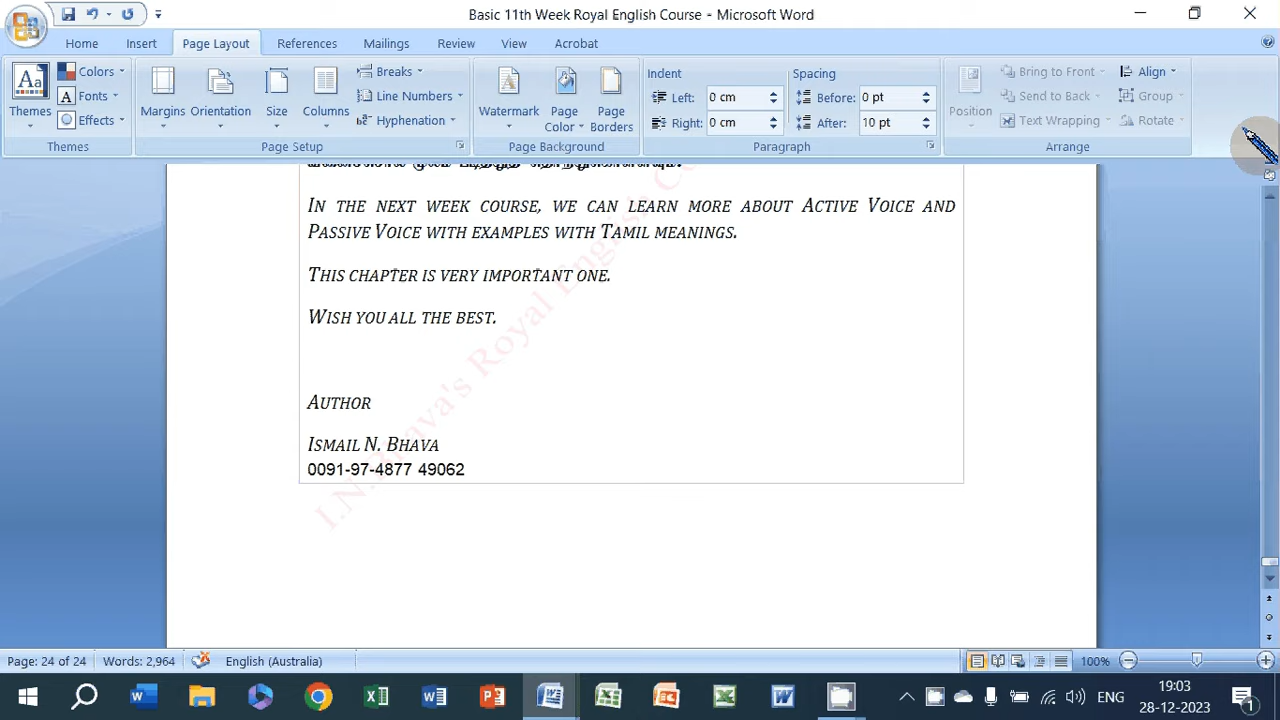 Basic 11th Week Royal English Course - Microsoft Word
Home Insert Page Layout References Mailings Review View Acrobat
Themes
Colors
Fonts
Effects
Themes
Margins Orientation Size Columns
Breaks
Line Numbers
Hyphenation
Page Setup
Watermark Page Color Page Borders
Page Background
Indent
Left: 0 cm
Right: 0 cm
Spacing
Before: 0 pt
After: 10 pt
Paragraph
Position
Bring to Front
Send to Back
Text Wrapping
Align
Group
Rotate
Arrange
IN THE NEXT WEEK COURSE, WE CAN LEARN MORE ABOUT ACTIVE VOICE AND
PASSIVE VOICE WITH EXAMPLES WITH TAMIL MEANINGS.
THIS CHAPTER IS VERY IMPORTANT ONE.
WISH YOU ALL THE BEST.
AUTHOR
ISMAIL N. BHAVA
0091-97-4877 49062
I.N.Bhava's Royal English
Page: 24 of 24 Words: 2,964 English (Australia) 100%
ENG
19:03
28-12-2023
1